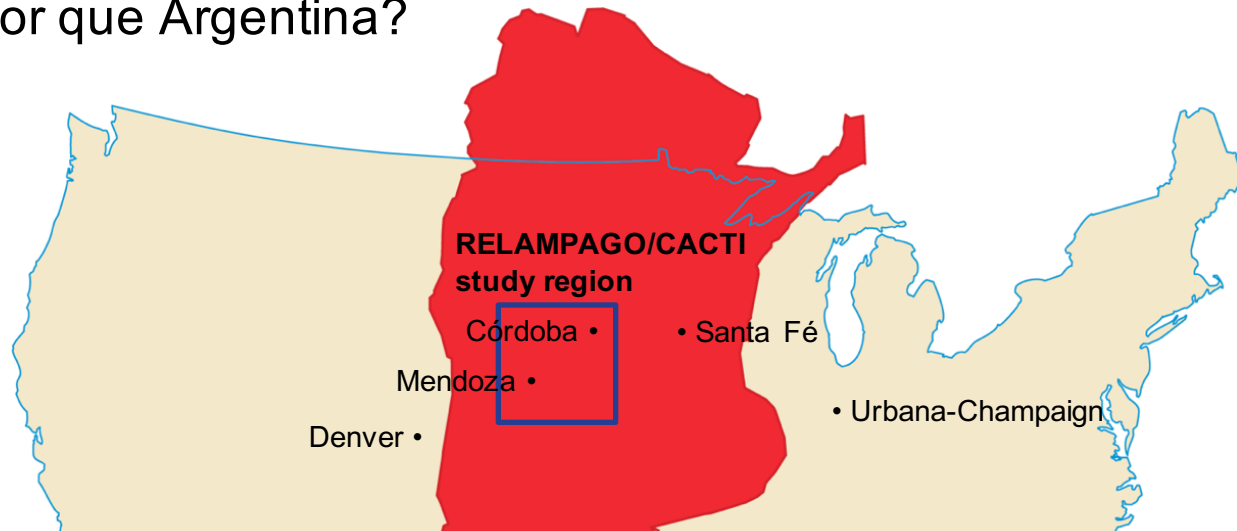 or que Argentina?
RELAMPAGO/CACTI
study region
Córdoba •
• Santa Fé
Mendoza •
• Urbana-Champaign
Denver •